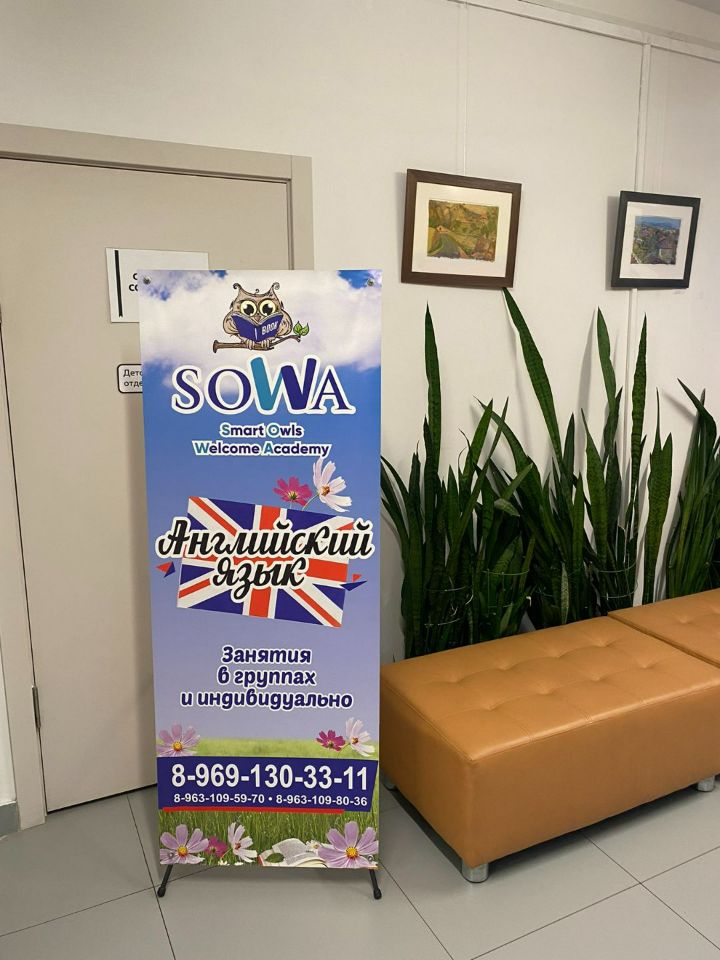 BOOK
SOWA
Smart Owls
Welcome Academy
Английский
язык
Занятия
в группах
и индивидуально
8-969-130-33-11
8-963-109-59-70 • 8-963-109-80-36